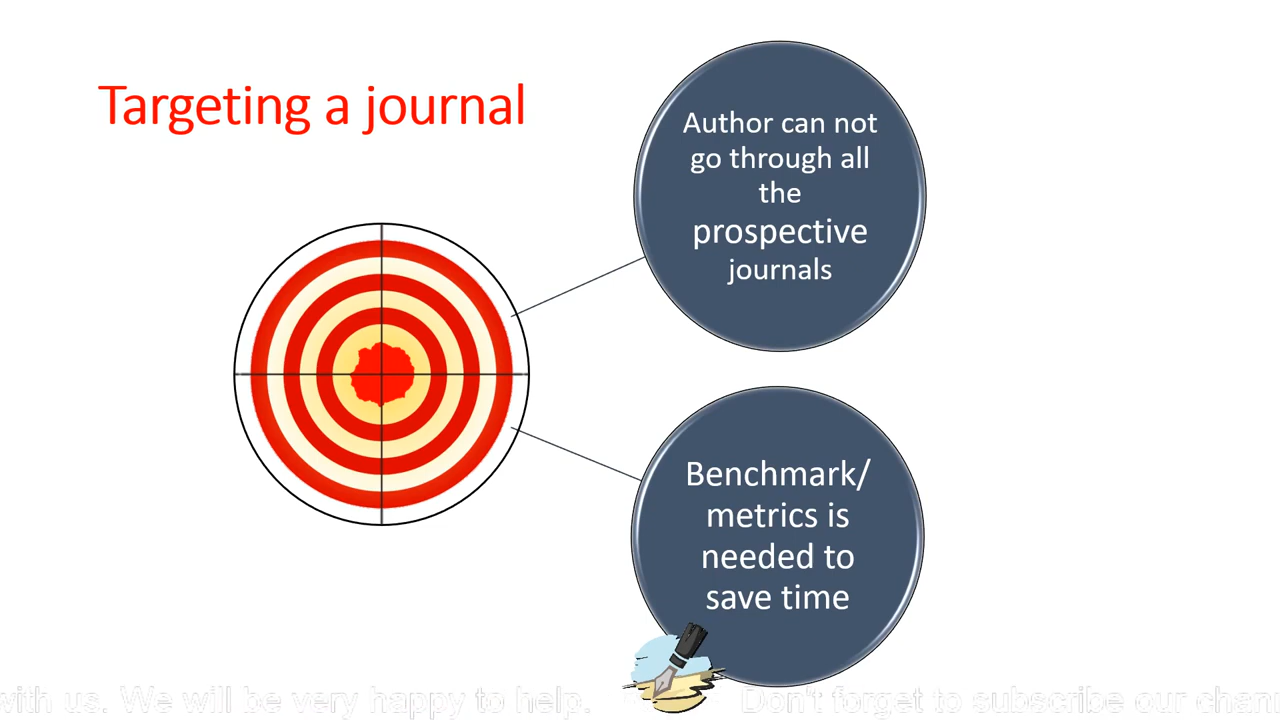 Targeting a journal
Author can not
go through all
the
prospective
journals
Benchmark/
metrics is
needed to
save time
with us. We will be very happy to help. Don't forget to subscribe our chan